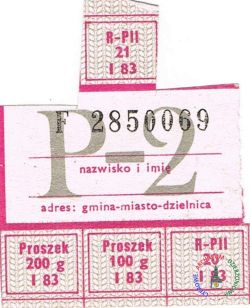 R-PII
21
I 83
F 2850069
P-2
nazwisko i imię
adres: gmina-miasto-dzielnica
Proszek
200 g
I 83
Proszek
100 g
I 83
R-PII
20
I 83